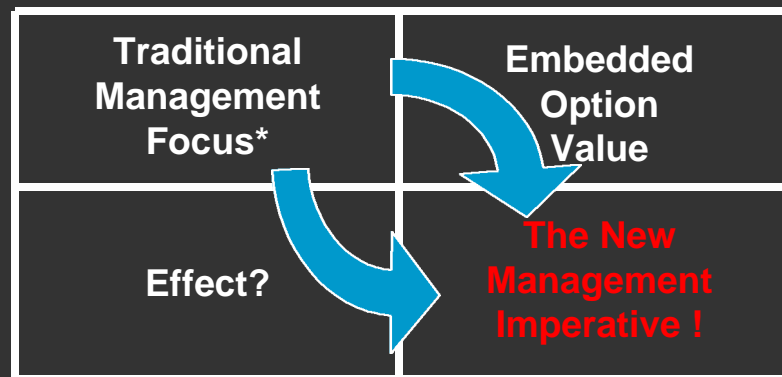 Traditional
Management
Focus*
Embedded
Option
Value
Effect?
The New
Management
Imperative !